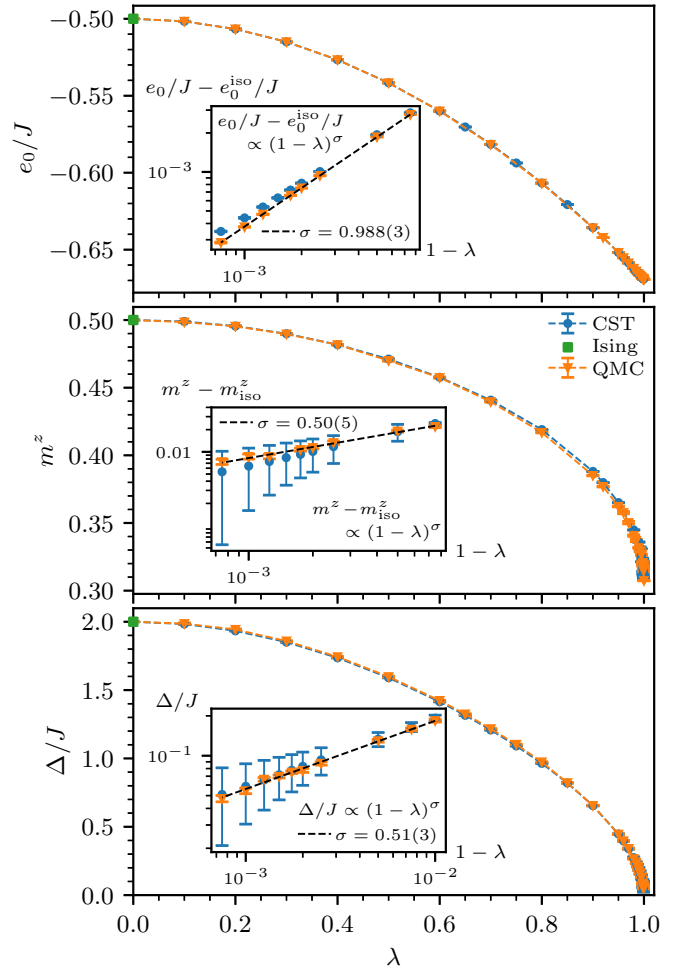 −0.50
−0.55
−0.60
−0.65
e₀/J
e₀/J − e₀ⁱˢᵒ/J
e₀/J − e₀ⁱˢᵒ/J
∝ (1 − λ)^σ
10⁻³
σ = 0.988(3)
10⁻³
1 − λ
0.50
0.45
0.40
0.35
0.30
mᶻ
CST
Ising
QMC
mᶻ − mᶻ_iso
σ = 0.50(5)
0.01
mᶻ − mᶻ_iso
∝ (1 − λ)^σ
10⁻³
1 − λ
2.0
1.5
1.0
0.5
0.0
Δ/J
Δ/J
10⁻¹
Δ/J ∝ (1 − λ)^σ
σ = 0.51(3)
10⁻³
10⁻²
1 − λ
0.0 0.2 0.4 0.6 0.8 1.0
λ